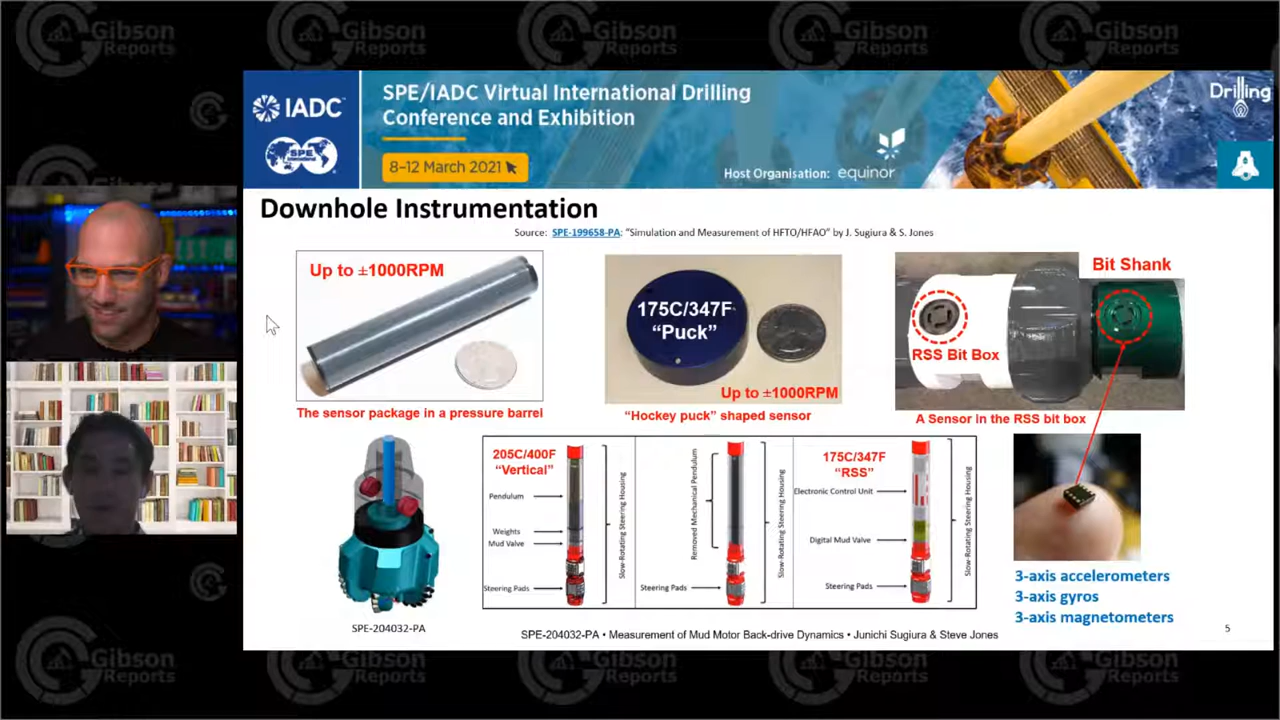 Gibson
Reports
IADC
SPE
International
SPE/IADC Virtual International Drilling
Conference and Exhibition
8–12 March 2021
Host Organisation: equinor
Drilling
Downhole Instrumentation
Source: SPE-199658-PA: "Simulation and Measurement of HFTO/HFAO" by J. Sugiura & S. Jones
Up to ±1000RPM
The sensor package in a pressure barrel
175C/347F
"Puck"
Up to ±1000RPM
"Hockey puck" shaped sensor
Bit Shank
RSS Bit Box
A Sensor in the RSS bit box
205C/400F
"Vertical"
Pendulum
Weights
Mud Valve
Steering Pads
Slow-Rotating Steering Housing
Removed Mechanical Pendulum
Steering Pads
Slow-Rotating Steering Housing
175C/347F
"RSS"
Electronic Control Unit
Digital Mud Valve
Steering Pads
Slow-Rotating Steering Housing
3-axis accelerometers
3-axis gyros
3-axis magnetometers
SPE-204032-PA
SPE-204032-PA • Measurement of Mud Motor Back-drive Dynamics • Junichi Sugiura & Steve Jones
5